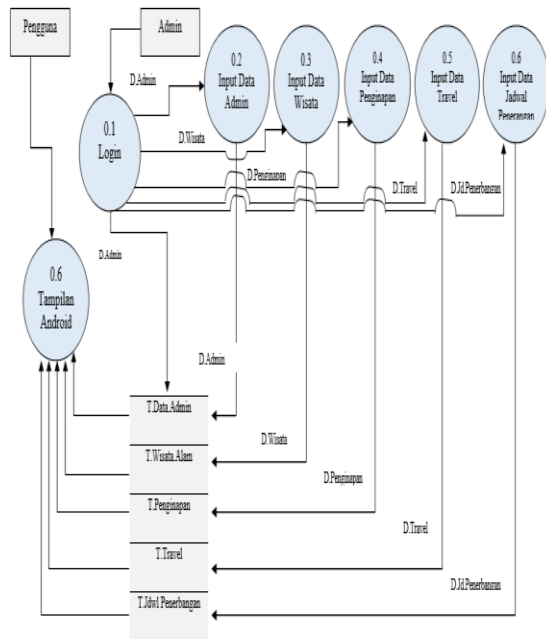 Pengguna
Admin
0.2
Input Data
Admin
0.3
Input Data
Wisata
0.4
Input Data
Penginapan
0.5
Input Data
Travel
0.6
Input Data
Jadwal
Penerangan
D.Admin
0.1
Login
D.Wisata
D.Penginapan
D.Travel
D.Jd.Penerbangan
D.Admin
0.6
Tampilan
Android
D.Admin
T.Data.Admin
D.Wisata
T.Wisata.Alam
D.Penginapan
T.Penginapan
D.Travel
T.Travel
D.Jd.Penerbangan
T.Jdwl Penerbangan